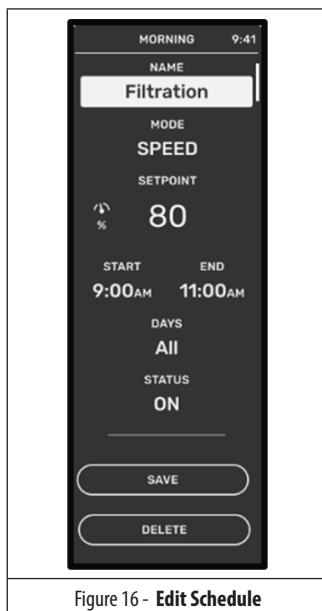 MORNING 9:41
NAME
Filtration
MODE
SPEED
SETPOINT
% 80
START END
9:00AM 11:00AM
DAYS
All
STATUS
ON
SAVE
DELETE
Figure 16 - Edit Schedule